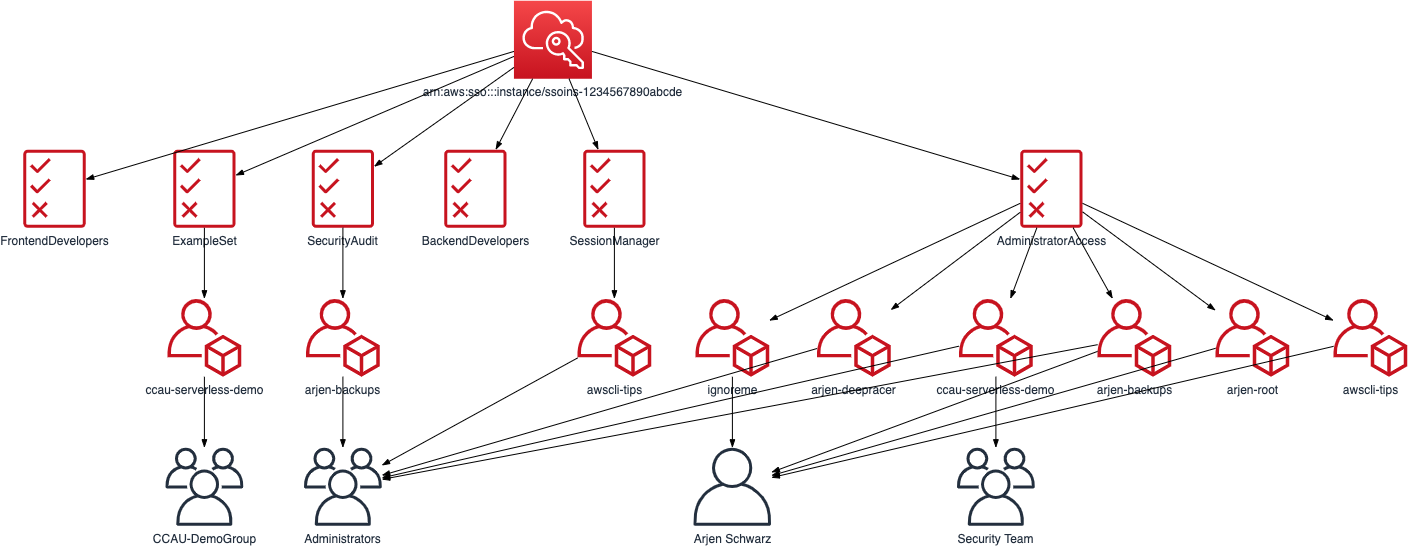 arn:aws:sso:::instance/ssoins-1234567890abcde
FrontendDevelopers
ExampleSet
SecurityAudit
BackendDevelopers
SessionManager
AdministratorAccess
ccau-serverless-demo
arjen-backups
awscli-tips
ignoreme
arjen-deepracer
ccau-serverless-demo
arjen-backups
arjen-root
awscli-tips
CCAU-DemoGroup
Administrators
Arjen Schwarz
Security Team